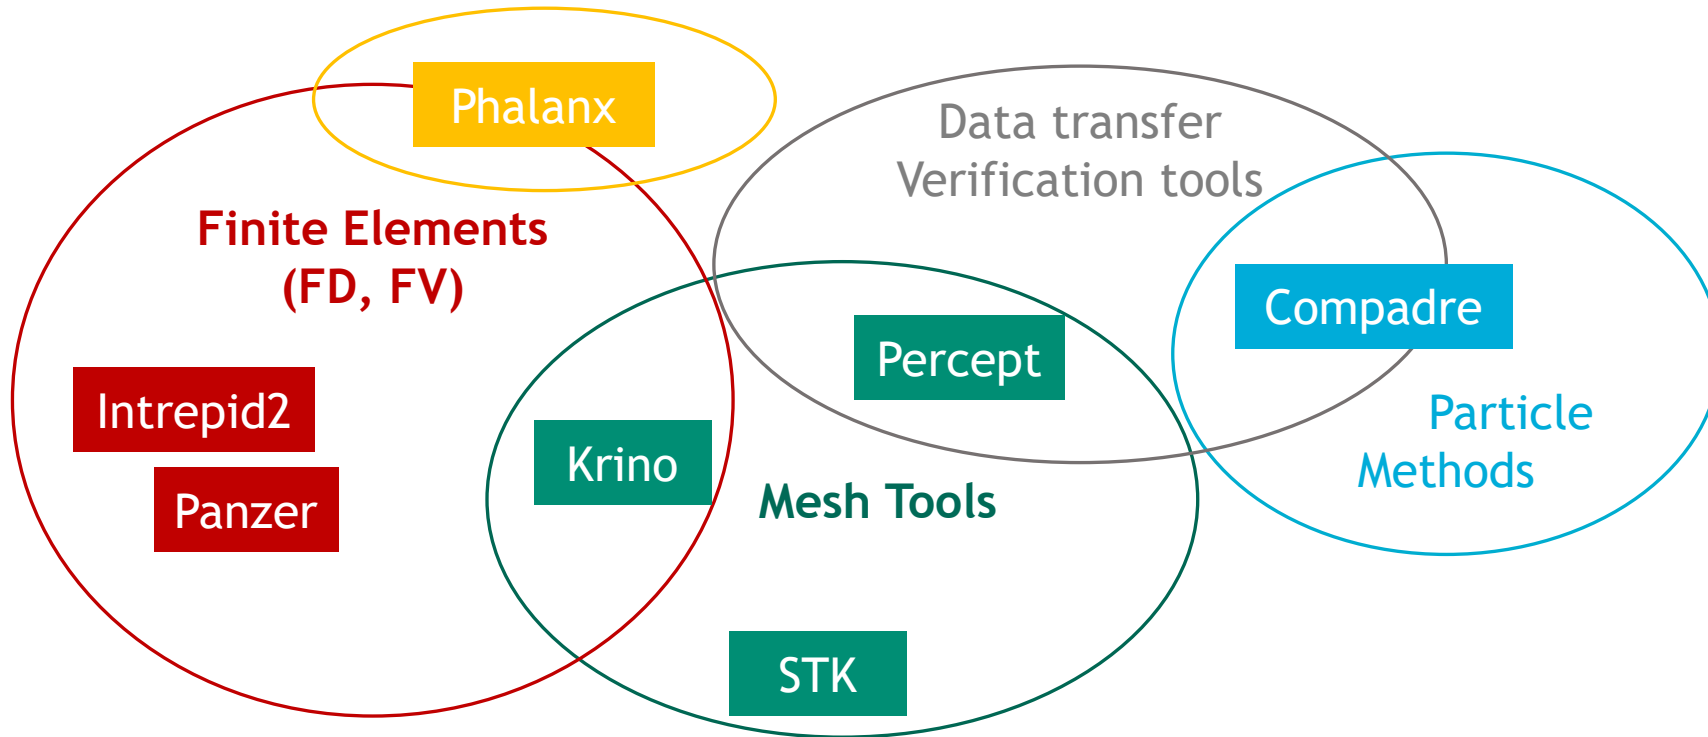 Phalanx
Data transfer
Verification tools
Finite Elements
(FD, FV)
Compadre
Percept
Intrepid2
Particle
Methods
Krino
Mesh Tools
Panzer
STK